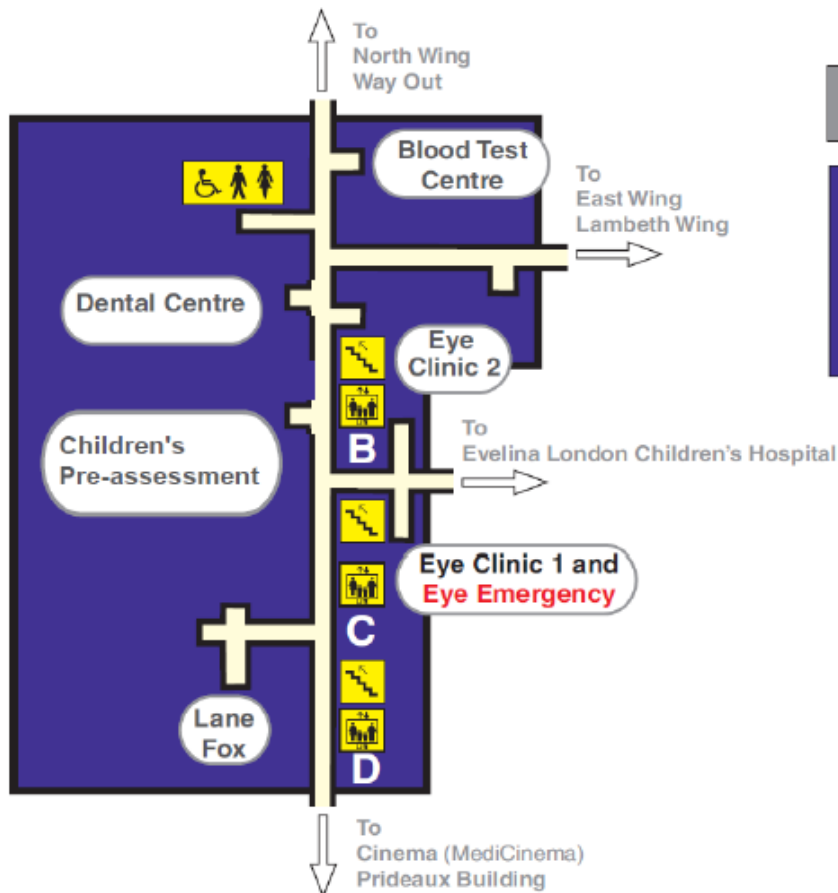 To
North Wing
Way Out
Blood Test
Centre
To
East Wing
Lambeth Wing
Dental Centre
Eye
Clinic 2
Children's
Pre-assessment
B
To
Evelina London Children's Hospital
Eye Clinic 1 and
Eye Emergency
C
Lane
Fox
D
To
Cinema (MediCinema)
Prideaux Building